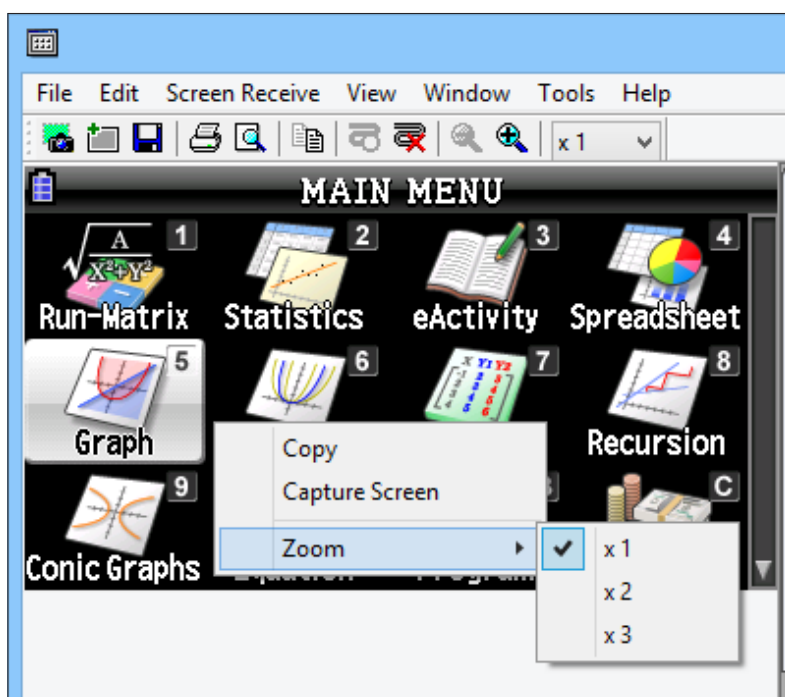 File Edit Screen Receive View Window Tools Help
x 1
MAIN MENU
A
X²+Y²
1
2
3
4
Run-Matrix Statistics eActivity Spreadsheet
5
6
X Y1 Y2
7
8
Graph
Recursion
Copy
Capture Screen
Zoom
9
C
x 1
x 2
x 3
Conic Graphs